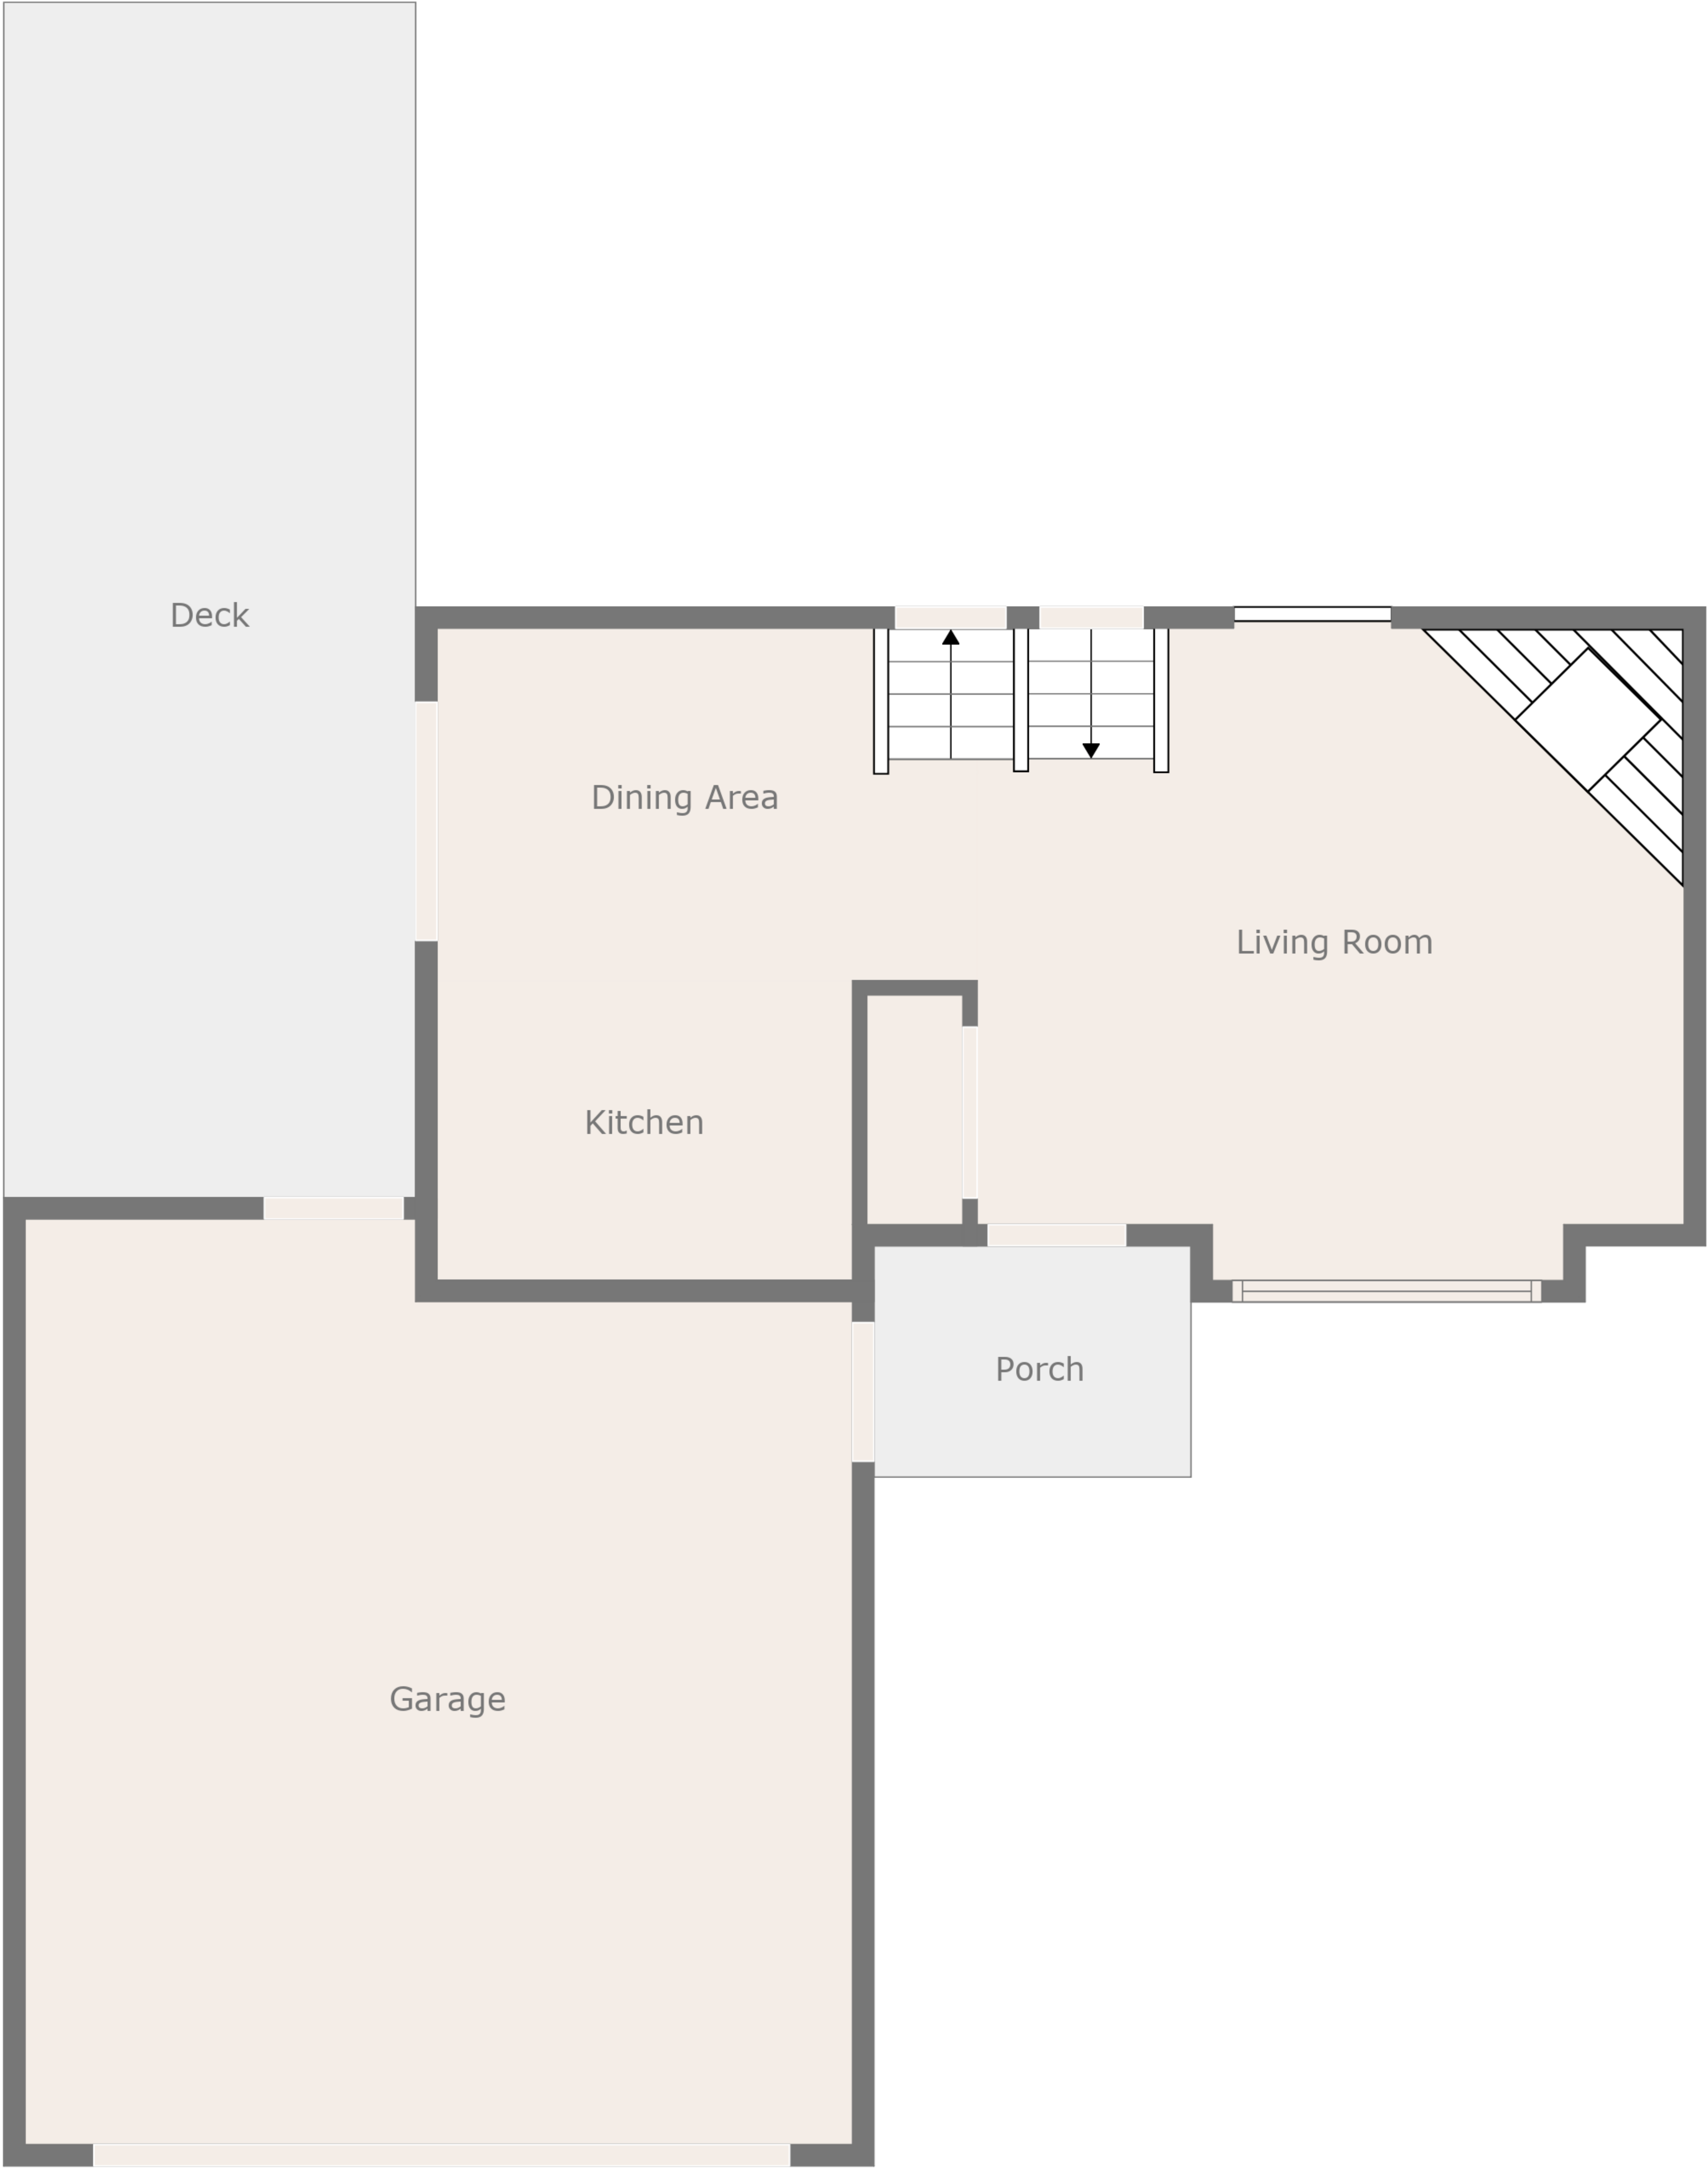 Deck
Dining Area
Living Room
Kitchen
Porch
Garage